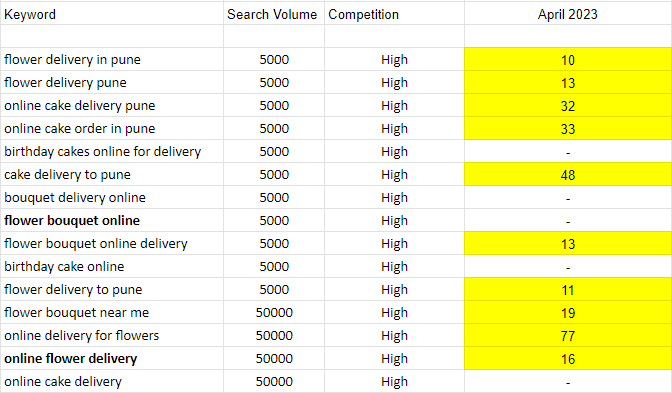 Keyword Search Volume Competition April 2023
flower delivery in pune 5000 High 10
flower delivery pune 5000 High 13
online cake delivery pune 5000 High 32
online cake order in pune 5000 High 33
birthday cakes online for delivery 5000 High -
cake delivery to pune 5000 High 48
bouquet delivery online 5000 High -
flower bouquet online 5000 High -
flower bouquet online delivery 5000 High 13
birthday cake online 5000 High -
flower delivery to pune 5000 High 11
flower bouquet near me 50000 High 19
online delivery for flowers 50000 High 77
online flower delivery 50000 High 16
online cake delivery 50000 High -